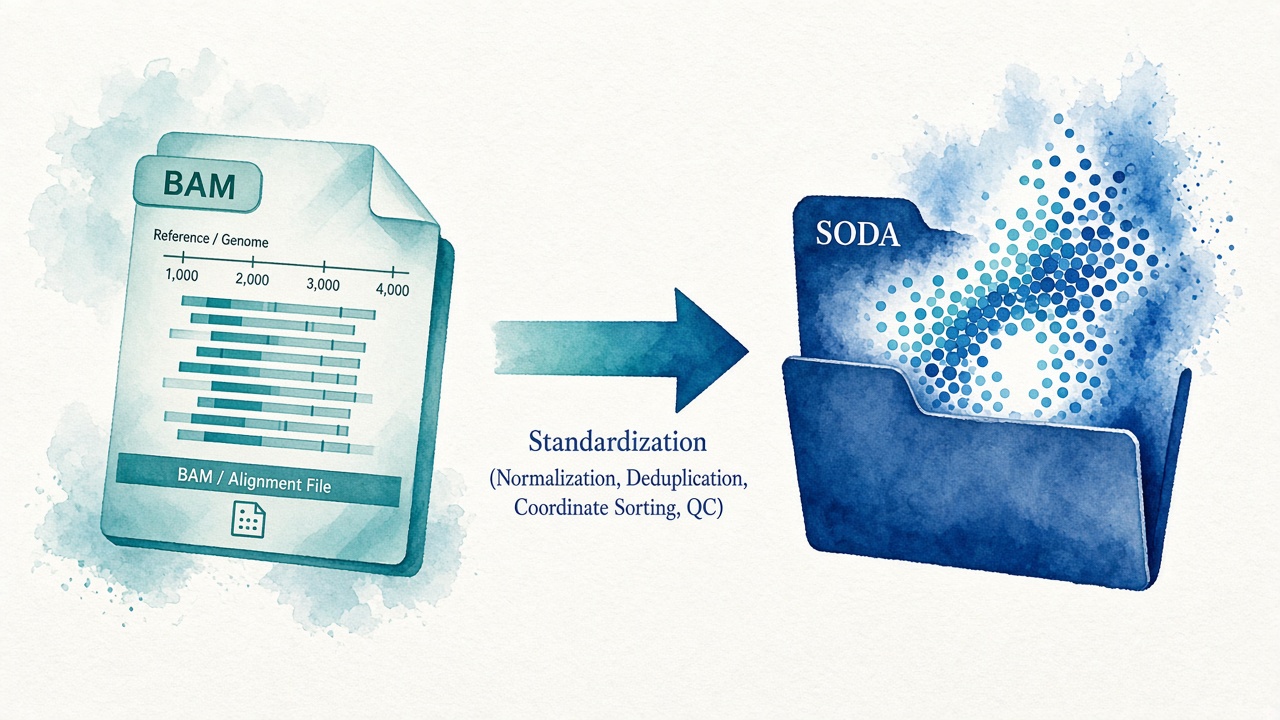 BAM
Reference / Genome
1,000 2,000 3,000 4,000
BAM / Alignment File
Standardization
(Normalization, Deduplication,
Coordinate Sorting, QC)
SODA